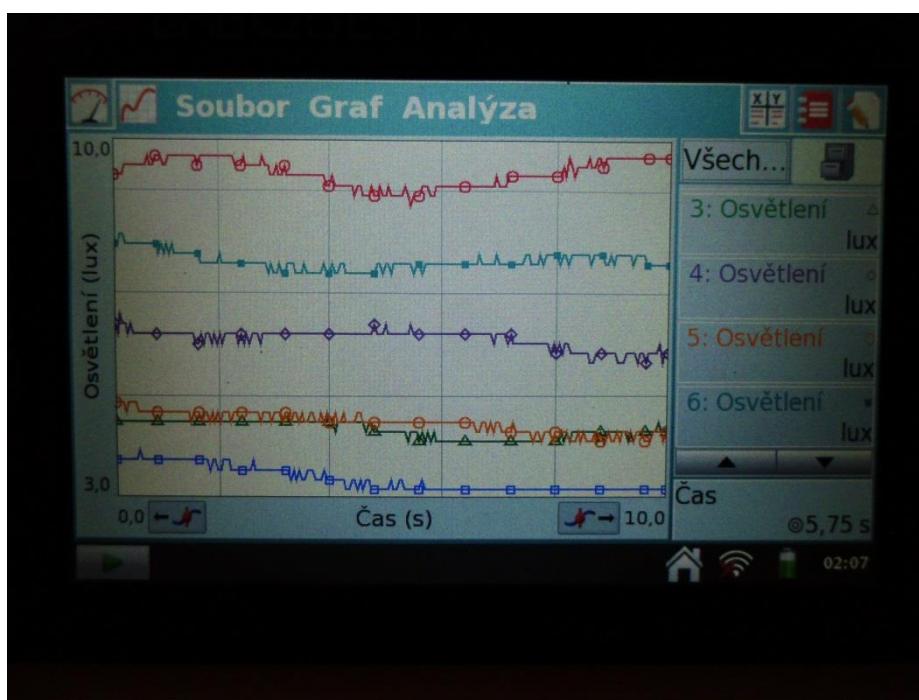 Soubor Graf Analýza
X Y
10,0
Osvětlení (lux)
3,0
0,0
Čas (s)
10,0
Všech...
3: Osvětlení
lux
4: Osvětlení
lux
5: Osvětlení
lux
6: Osvětlení
lux
Čas
5,75 s
02:07